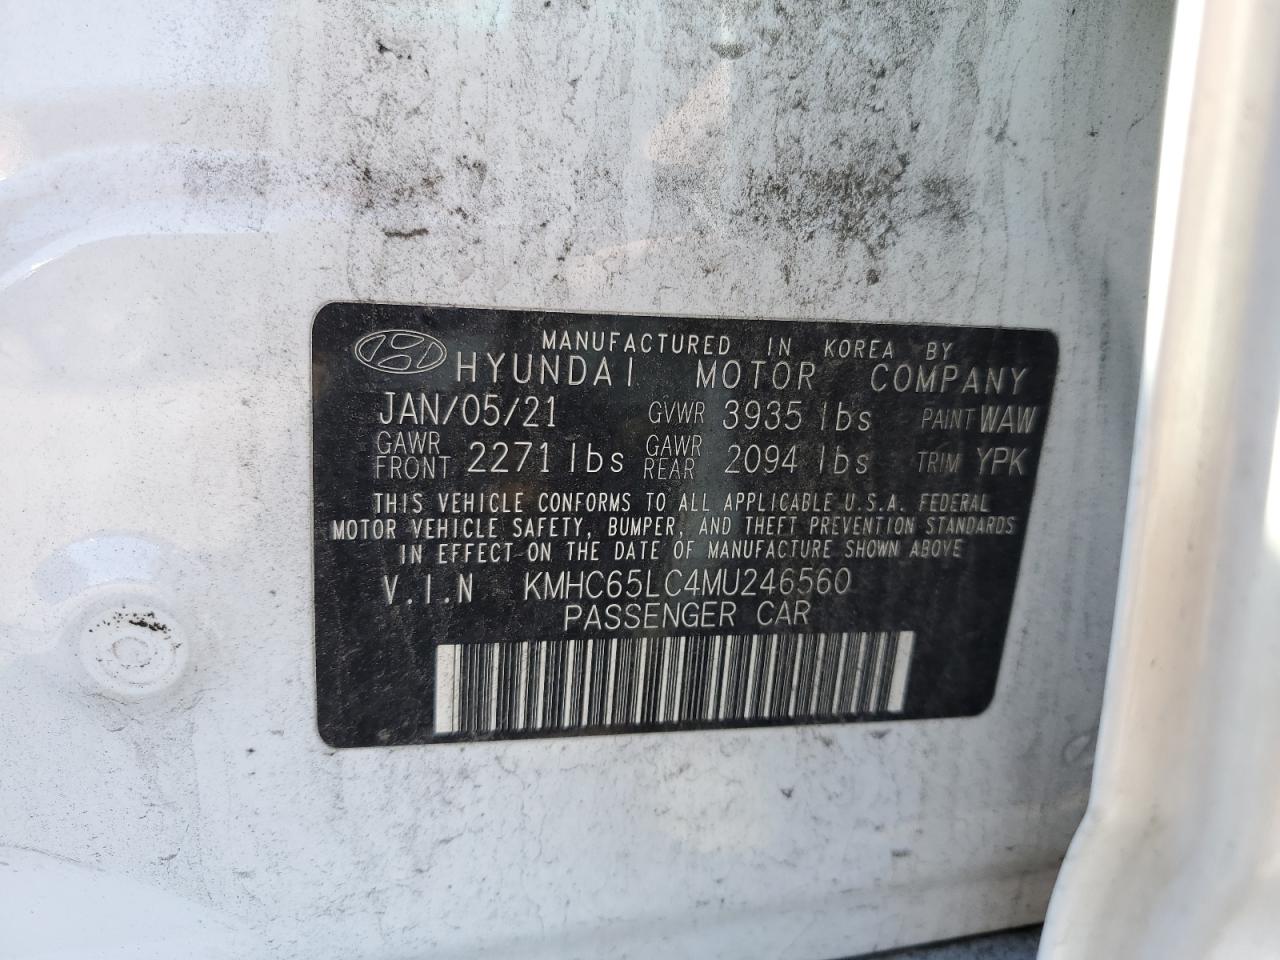 MANUFACTURED IN KOREA BY
HYUNDAI MOTOR COMPANY
JAN/05/21 GVWR 3935 lbs PAINT WAW
GAWR FRONT 2271 lbs GAWR REAR 2094 lbs TRIM YPK
THIS VEHICLE CONFORMS TO ALL APPLICABLE U.S.A. FEDERAL
MOTOR VEHICLE SAFETY, BUMPER, AND THEFT PREVENTION STANDARDS
IN EFFECT ON THE DATE OF MANUFACTURE SHOWN ABOVE
V.I.N KMHC65LC4MU246560
PASSENGER CAR